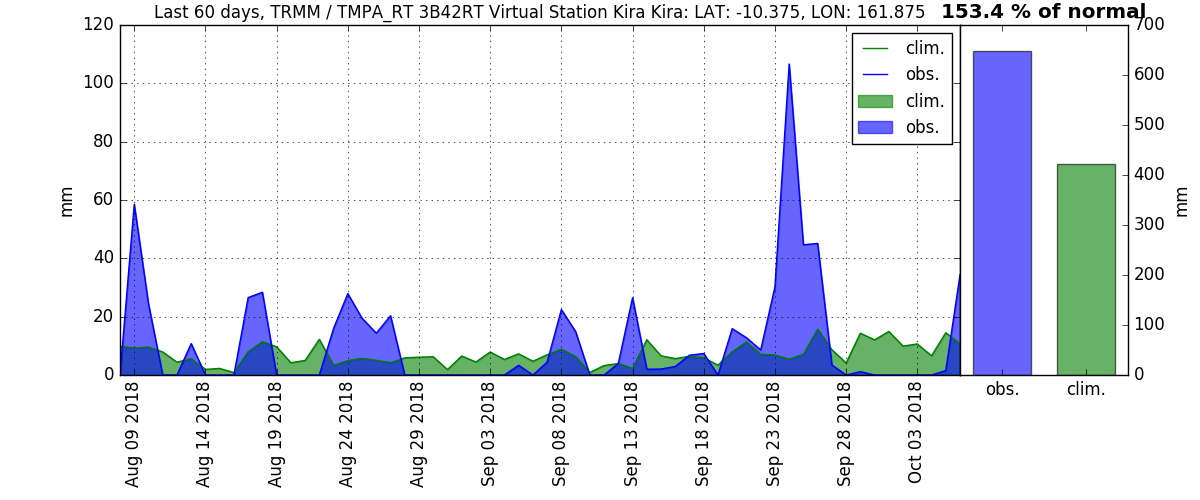 Last 60 days, TRMM / TMPA_RT 3B42RT Virtual Station Kira Kira: LAT: -10.375, LON: 161.875 153.4 % of normal
120
100
80
60
40
20
0
mm
clim.
obs.
clim.
obs.
Aug 09 2018
Aug 14 2018
Aug 19 2018
Aug 24 2018
Aug 29 2018
Sep 03 2018
Sep 08 2018
Sep 13 2018
Sep 18 2018
Sep 23 2018
Sep 28 2018
Oct 03 2018
700
600
500
400
300
200
100
0
mm
obs. clim.